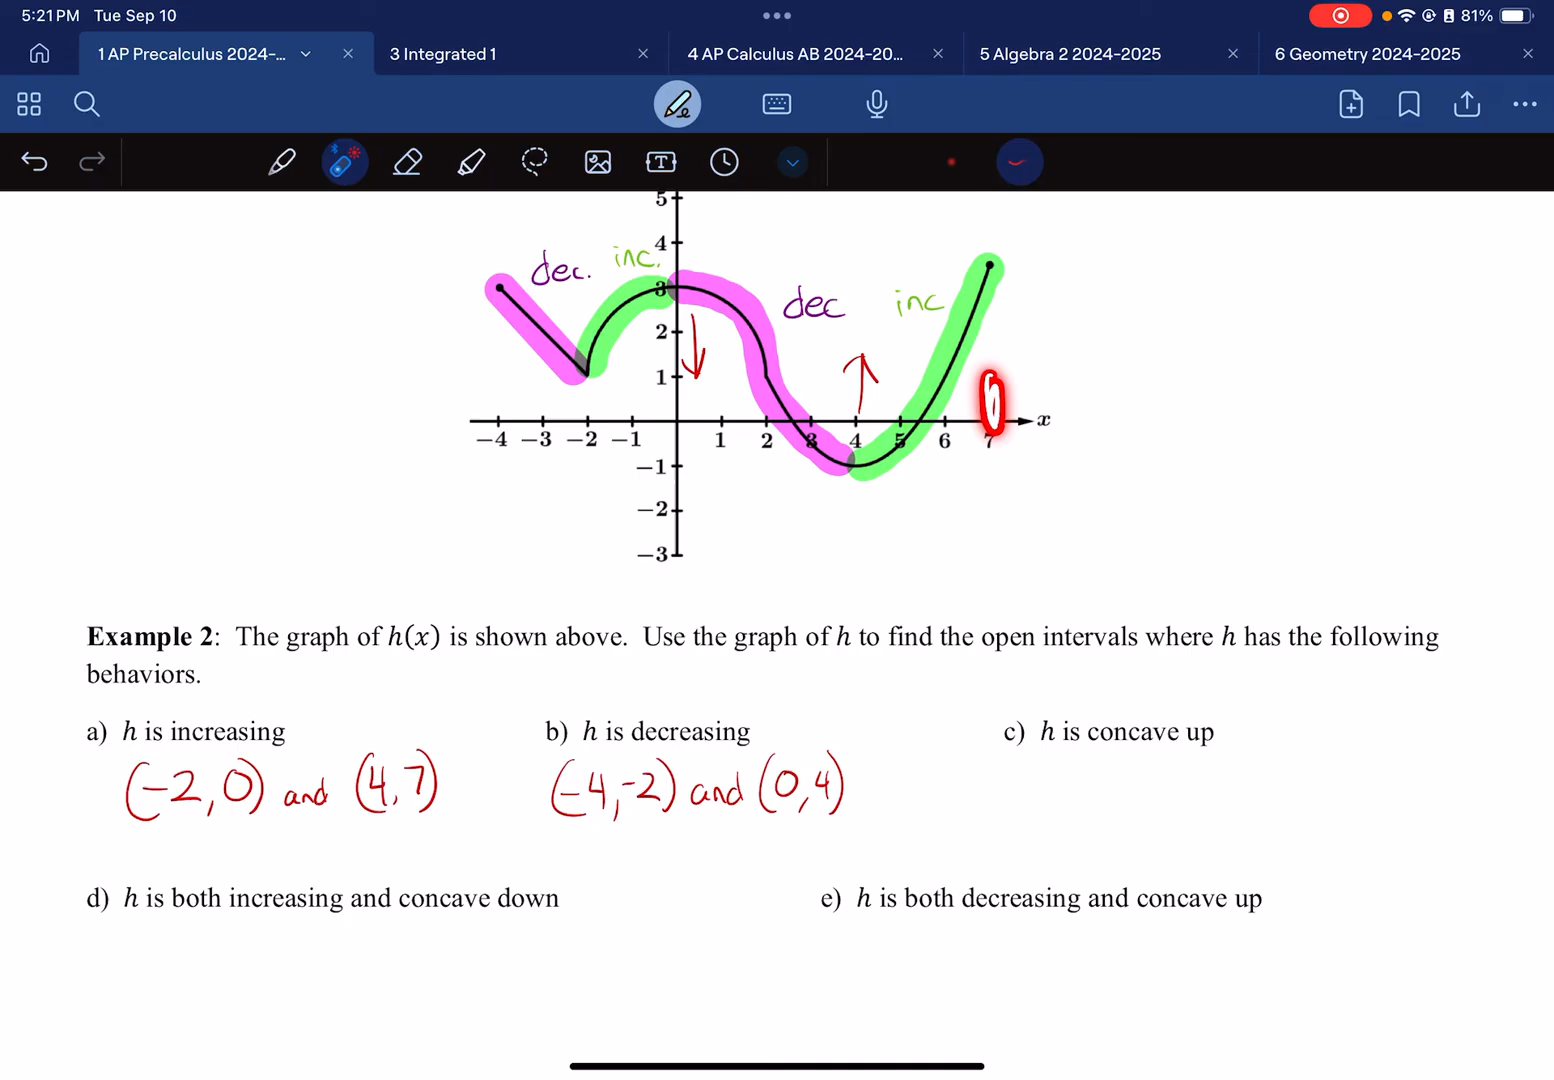 5:21 PM Tue Sep 10 81%
1 AP Precalculus 2024-... 3 Integrated 1 4 AP Calculus AB 2024-20... 5 Algebra 2 2024-2025 6 Geometry 2024-2025
T
5
4
3
2
1
−4 −3 −2 −1 1 2 3 4 5 6 7 x
−1
−2
−3
dec. inc. dec inc
Example 2: The graph of h(x) is shown above. Use the graph of h to find the open intervals where h has the following
behaviors.
a) h is increasing b) h is decreasing c) h is concave up
(-2,0) and (4,7) (-4,-2) and (0,4)
d) h is both increasing and concave down e) h is both decreasing and concave up